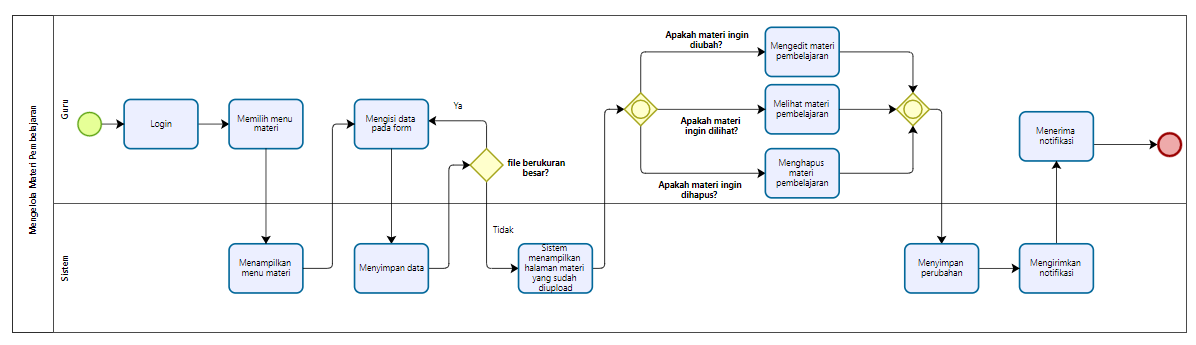 Mengelola Materi Pembelajaran
Guru
Login
Memilih menu
materi
Mengisi data
pada form
Ya
file berukuran
besar?
Apakah materi ingin
diubah?
Mengedit materi
pembelajaran
Apakah materi
ingin dilihat?
Melihat materi
pembelajaran
Apakah materi ingin
dihapus?
Menghapus
materi
pembelajaran
Menerima
notifikasi
Sistem
Menampilkan
menu materi
Menyimpan data
Tidak
Sistem
menampilkan
halaman materi
yang sudah
diupload
Menyimpan
perubahan
Mengirimkan
notifikasi